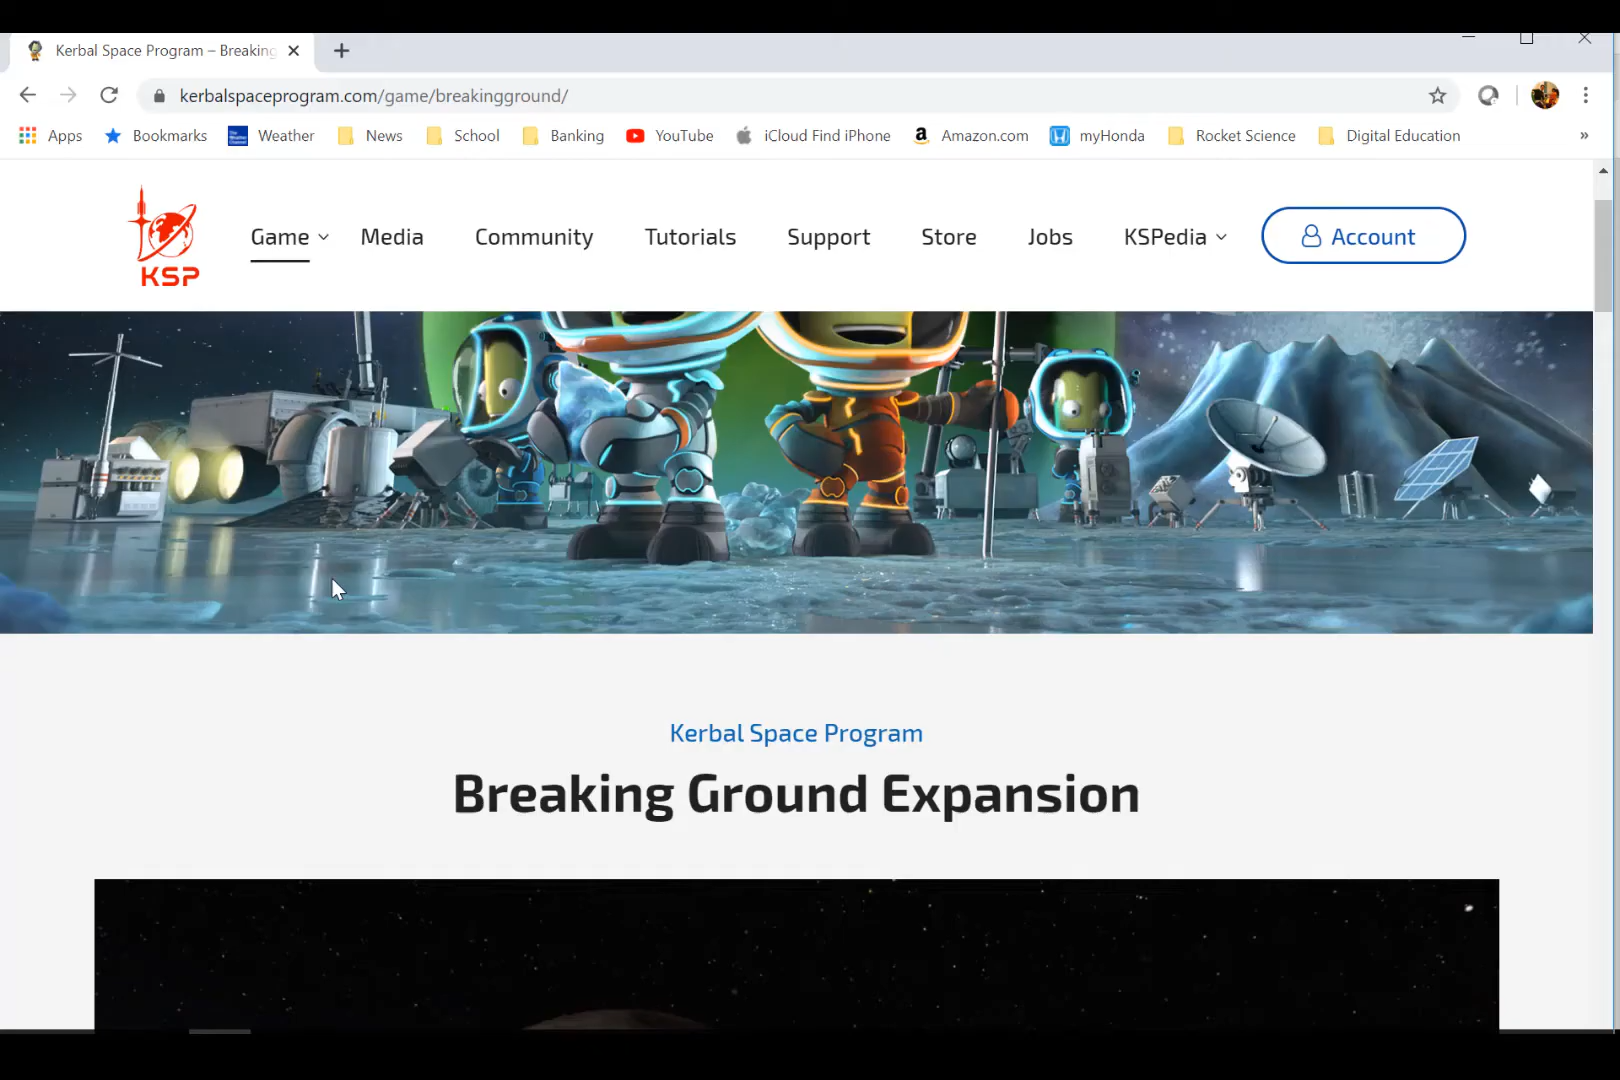 Kerbal Space Program – Breaking
kerbalspaceprogram.com/game/breakingground/
Apps Bookmarks Weather News School Banking YouTube iCloud Find iPhone Amazon.com myHonda Rocket Science Digital Education »
KSP
Game Media Community Tutorials Support Store Jobs KSPedia Account
Kerbal Space Program
Breaking Ground Expansion